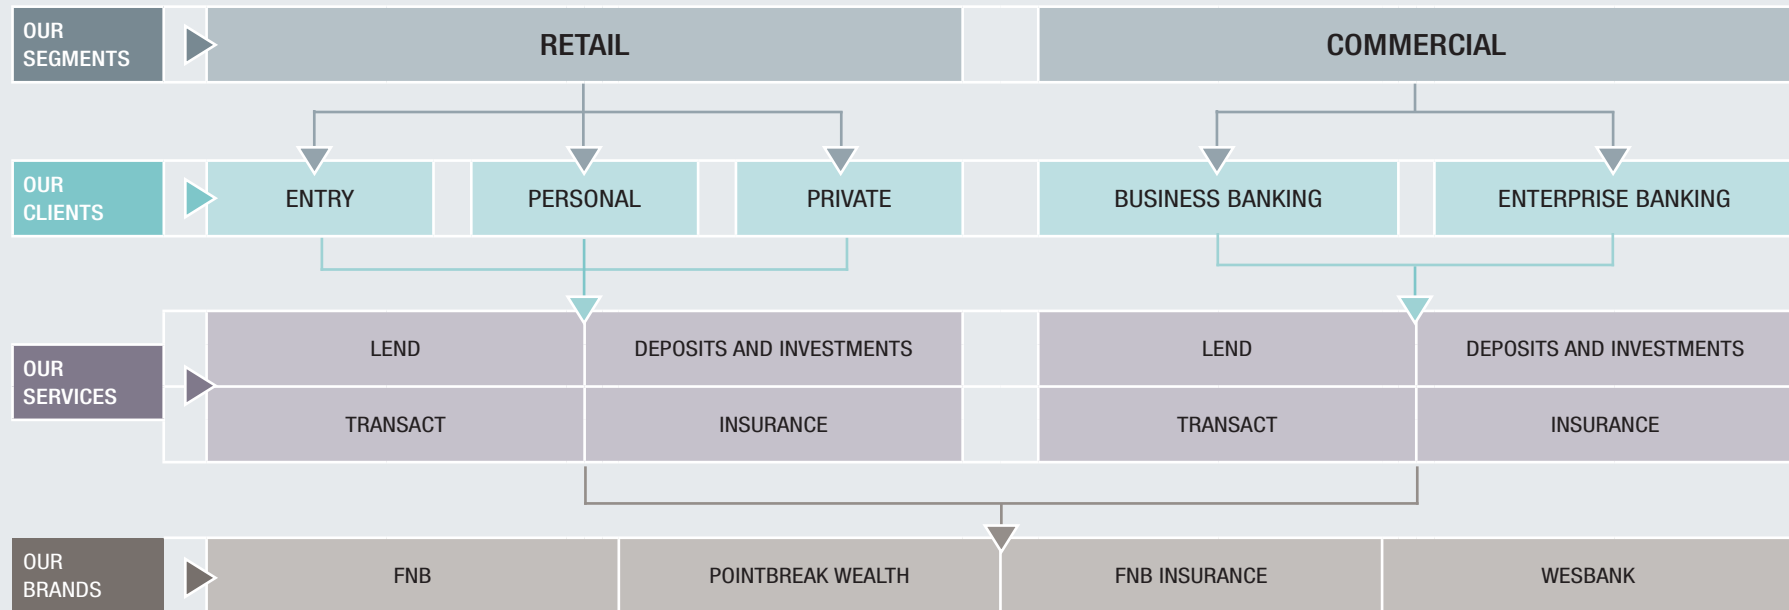 OUR
SEGMENTS
RETAIL
COMMERCIAL
OUR
CLIENTS
ENTRY
PERSONAL
PRIVATE
BUSINESS BANKING
ENTERPRISE BANKING
OUR
SERVICES
LEND
DEPOSITS AND INVESTMENTS
LEND
DEPOSITS AND INVESTMENTS
TRANSACT
INSURANCE
TRANSACT
INSURANCE
OUR
BRANDS
FNB
POINTBREAK WEALTH
FNB INSURANCE
WESBANK